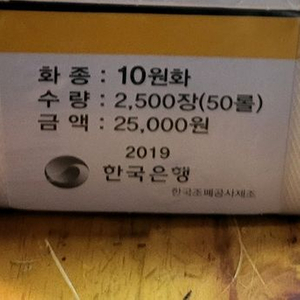 화 종 : 10원화
수 량 : 2,500장(50롤)
금 액 : 25,000원
2019
한국은행
한국조폐공사제조